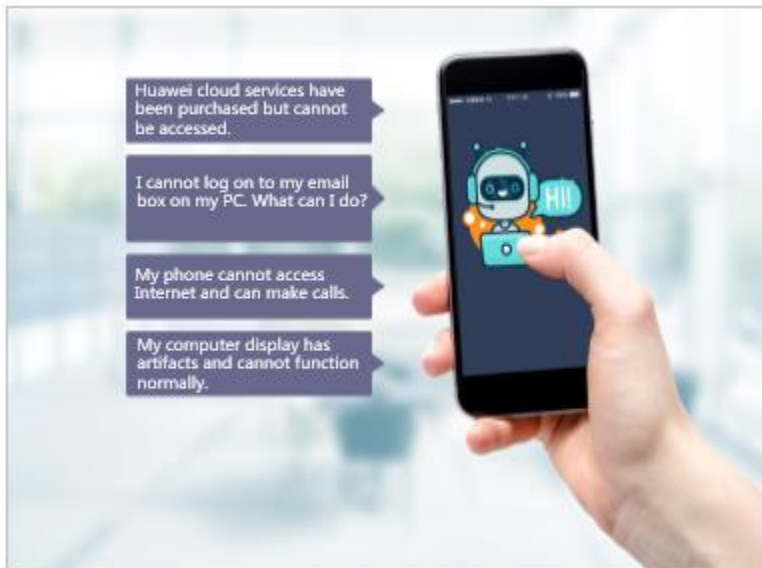 Huawei cloud services have
been purchased but cannot
be accessed.
I cannot log on to my email
box on my PC. What can I do?
My phone cannot access
Internet and can make calls.
My computer display has
artifacts and cannot function
normally.
HI!